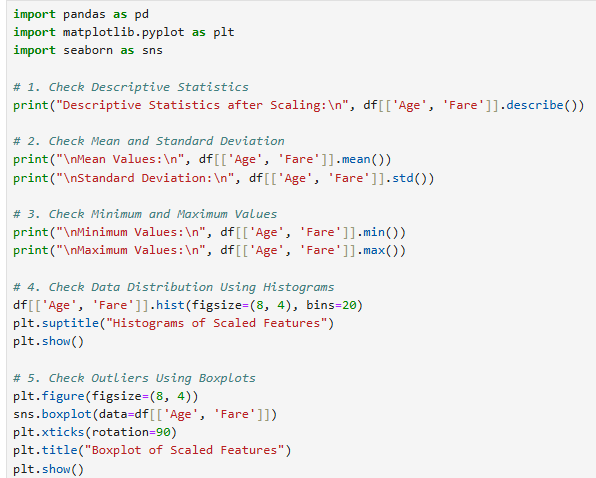 import pandas as pd
import matplotlib.pyplot as plt
import seaborn as sns
# 1. Check Descriptive Statistics
print("Descriptive Statistics after Scaling:\n", df[['Age', 'Fare']].describe())
# 2. Check Mean and Standard Deviation
print("\nMean Values:\n", df[['Age', 'Fare']].mean())
print("\nStandard Deviation:\n", df[['Age', 'Fare']].std())
# 3. Check Minimum and Maximum Values
print("\nMinimum Values:\n", df[['Age', 'Fare']].min())
print("\nMaximum Values:\n", df[['Age', 'Fare']].max())
# 4. Check Data Distribution Using Histograms
df[['Age', 'Fare']].hist(figsize=(8, 4), bins=20)
plt.suptitle("Histograms of Scaled Features")
plt.show()
# 5. Check Outliers Using Boxplots
plt.figure(figsize=(8, 4))
sns.boxplot(data=df[['Age', 'Fare']])
plt.xticks(rotation=90)
plt.title("Boxplot of Scaled Features")
plt.show()